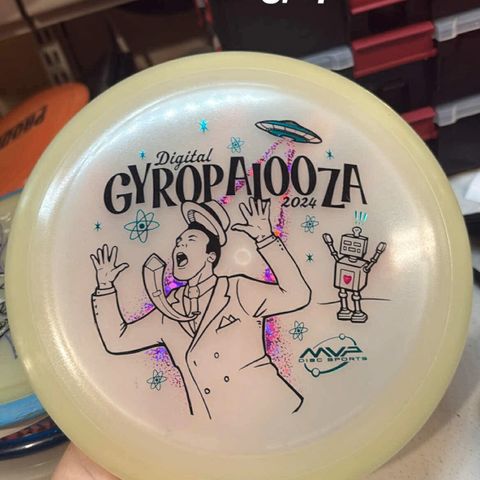 Digital
GYROPALOOZA
2024
MVP
DISC SPORTS